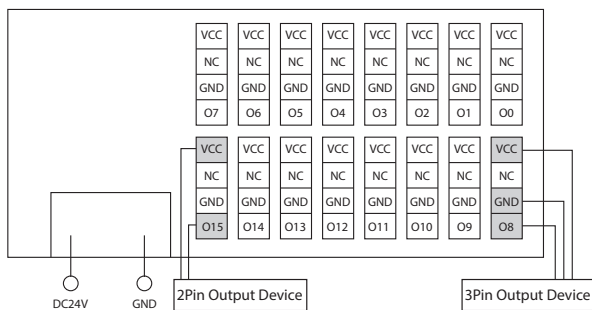 VCC VCC VCC VCC VCC VCC VCC VCC
NC NC NC NC NC NC NC NC
GND GND GND GND GND GND GND GND
O7 O6 O5 O4 O3 O2 O1 O0
VCC VCC VCC VCC VCC VCC VCC VCC
NC NC NC NC NC NC NC NC
GND GND GND GND GND GND GND GND
O15 O14 O13 O12 O11 O10 O9 O8
DC24V GND 2Pin Output Device 3Pin Output Device